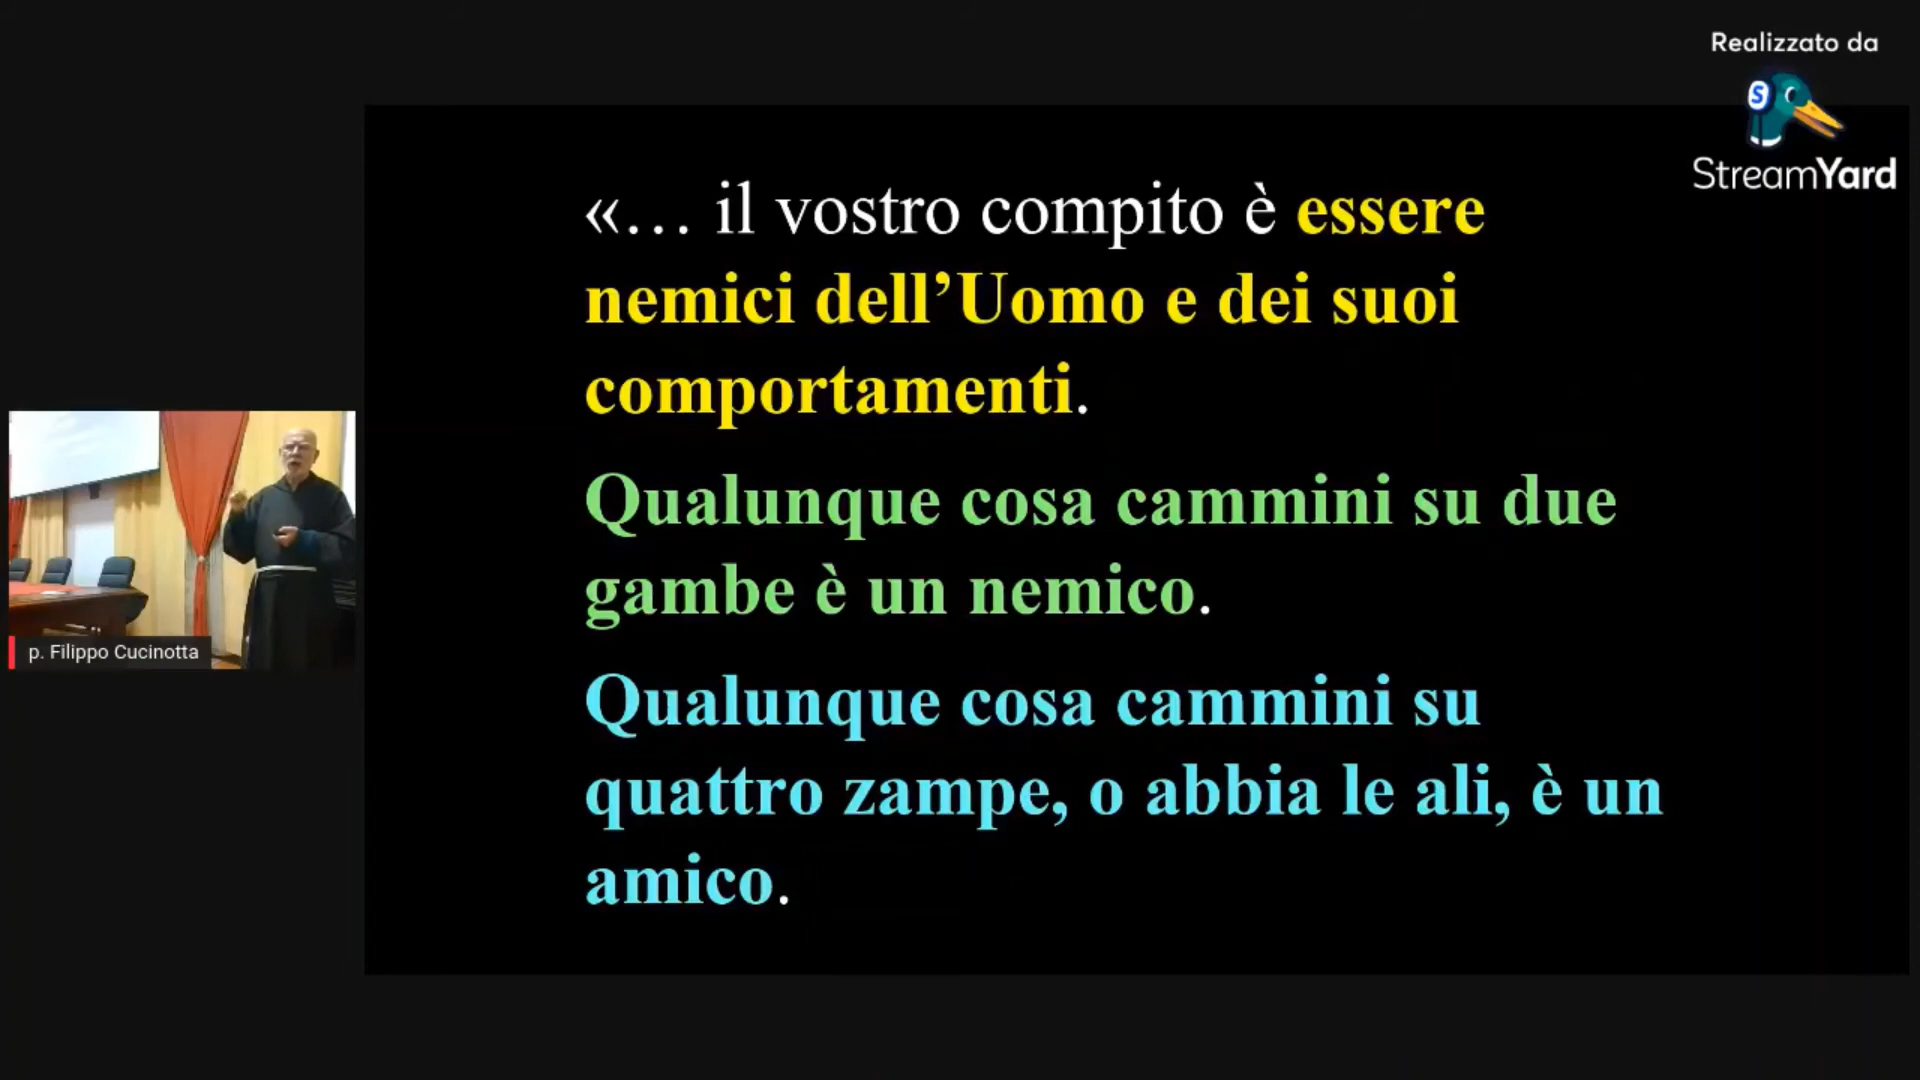 Realizzato da
StreamYard
«… il vostro compito è essere
nemici dell’Uomo e dei suoi
comportamenti.
Qualunque cosa cammini su due
gambe è un nemico.
Qualunque cosa cammini su
quattro zampe, o abbia le ali, è un
amico.
p. Filippo Cucinotta